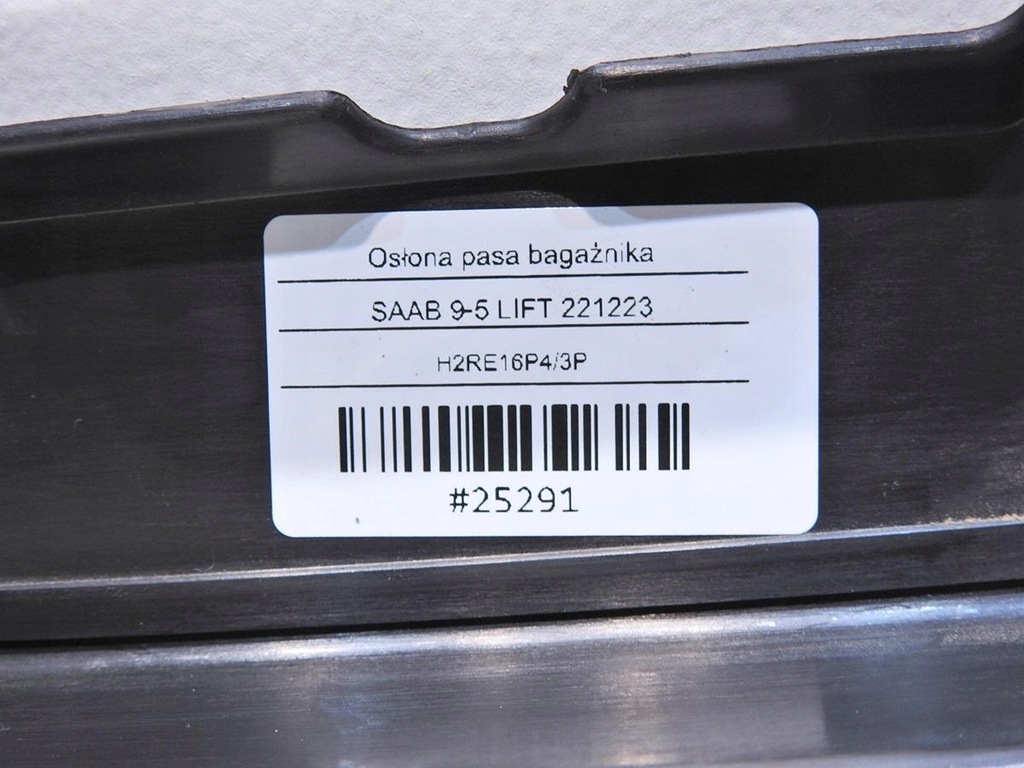 Osłona pasa bagażnika
SAAB 9-5 LIFT 221223
H2RE16P4/3P
#25291